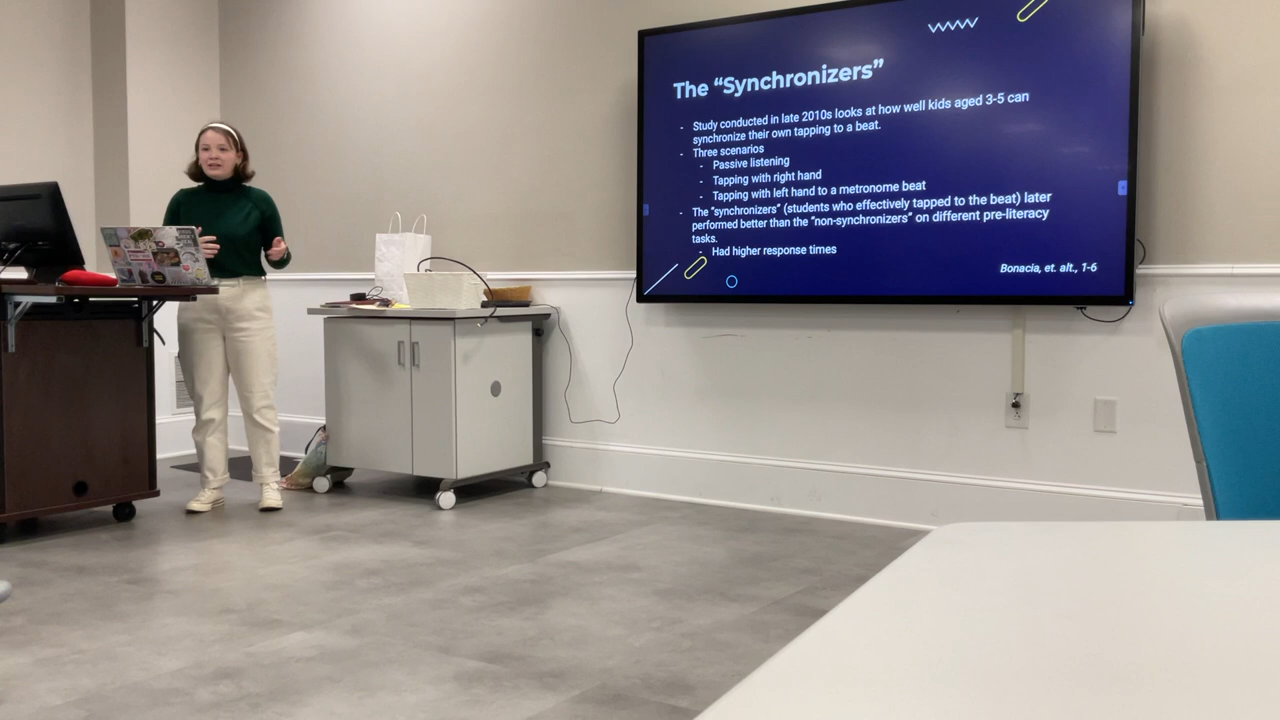 The “Synchronizers”
- Study conducted in late 2010s looks at how well kids aged 3-5 can
synchronize their own tapping to a beat.
- Three scenarios
- Passive listening
- Tapping with right hand
- Tapping with left hand to a metronome beat
- The “synchronizers” (students who effectively tapped to the beat) later
performed better than the “non-synchronizers” on different pre-literacy
tasks.
- Had higher response times
Bonacia, et. alt., 1-6